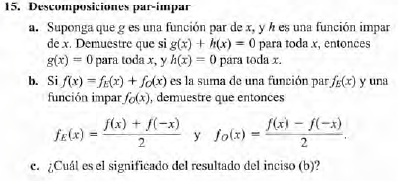 15. Descomposiciones par-impar
a. Suponga que g es una función par de x, y h es una función impar
de x. Demuestre que si g(x) + h(x) = 0 para toda x, entonces
g(x) = 0 para toda x, y h(x) = 0 para toda x.
b. Si f(x) = f_E(x) + f_O(x) es la suma de una función par f_E(x) y una
función impar f_O(x), demuestre que entonces
f_E(x) = (f(x) + f(−x))/2 y f_O(x) = (f(x) − f(−x))/2.
c. ¿Cuál es el significado del resultado del inciso (b)?